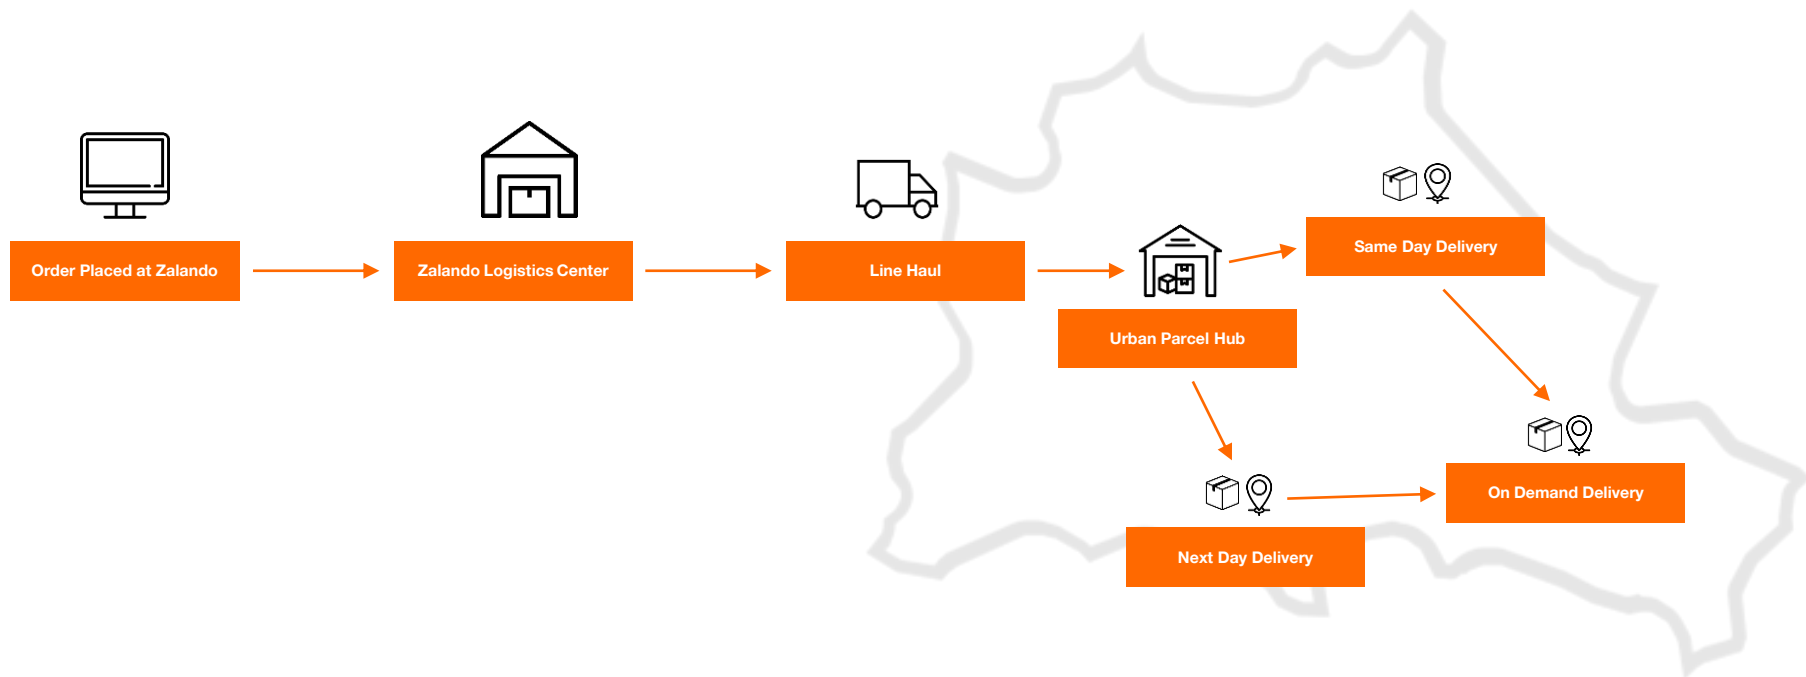 Order Placed at Zalando
Zalando Logistics Center
Line Haul
Urban Parcel Hub
Same Day Delivery
On Demand Delivery
Next Day Delivery